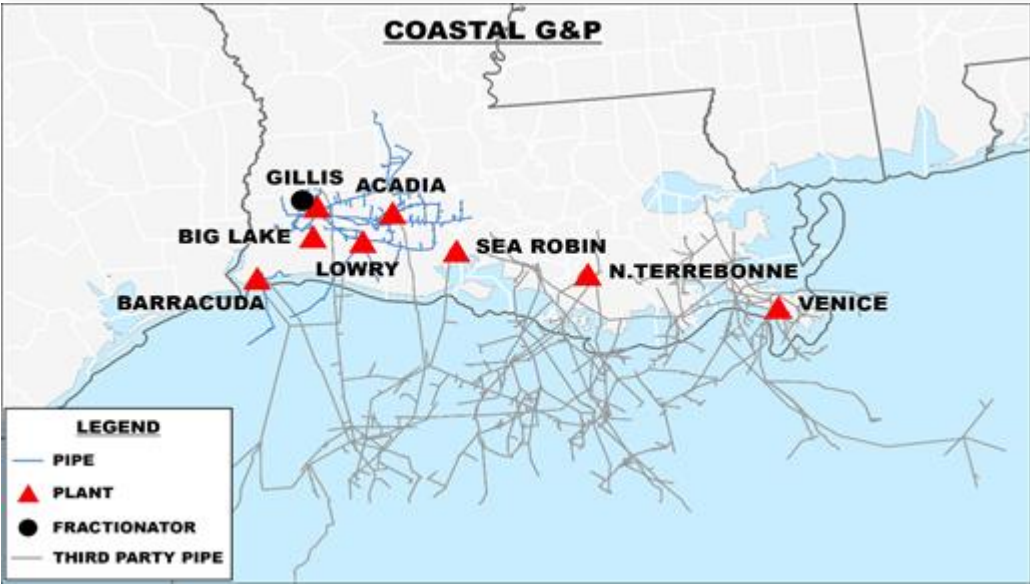 COASTAL G&P
GILLIS
ACADIA
BIG LAKE
LOWRY
SEA ROBIN
N.TERREBONNE
BARRACUDA
VENICE
LEGEND
PIPE
PLANT
FRACTIONATOR
THIRD PARTY PIPE